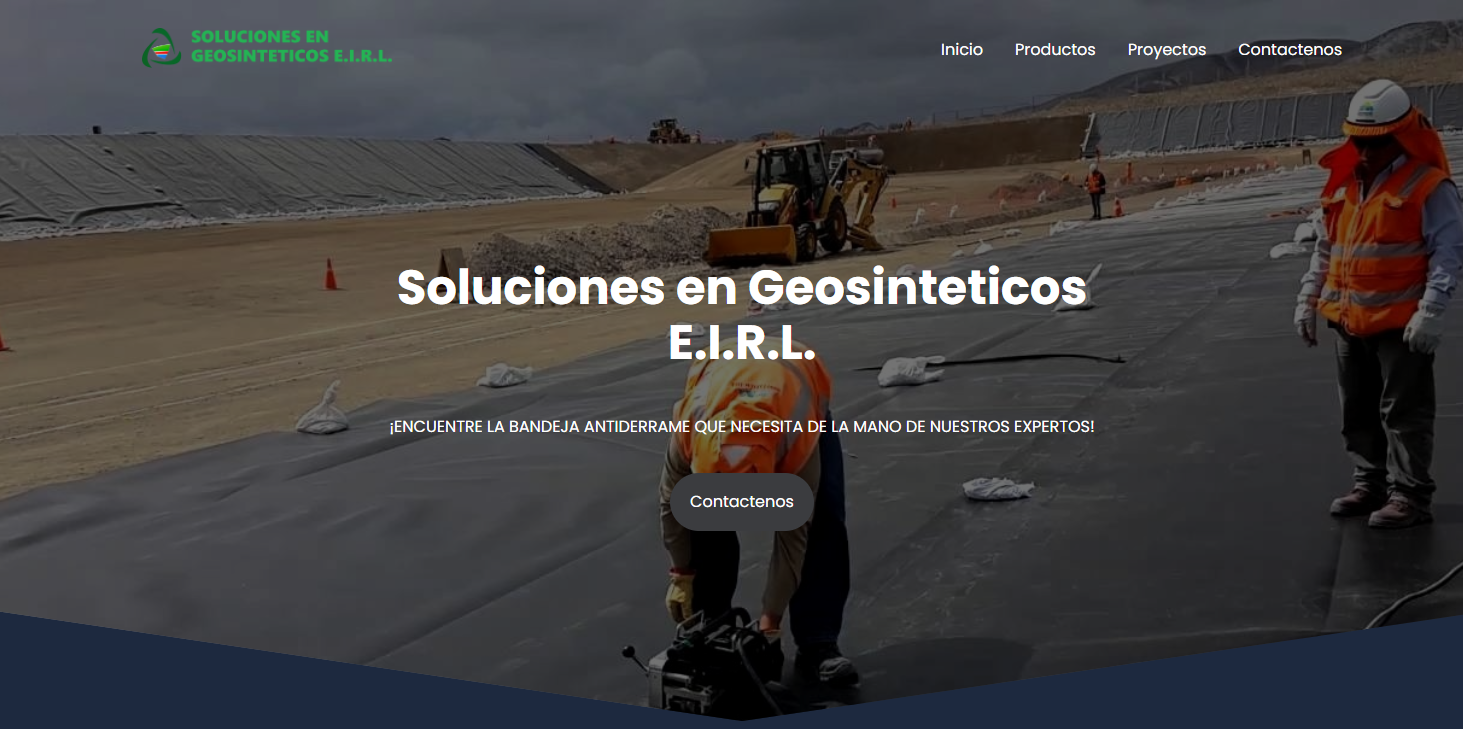 SOLUCIONES EN
GEOSINTETICOS E.I.R.L.
Inicio Productos Proyectos Contactenos
Soluciones en Geosinteticos
E.I.R.L.
¡ENCUENTRE LA BANDEJA ANTIDERRAME QUE NECESITA DE LA MANO DE NUESTROS EXPERTOS!
Contactenos